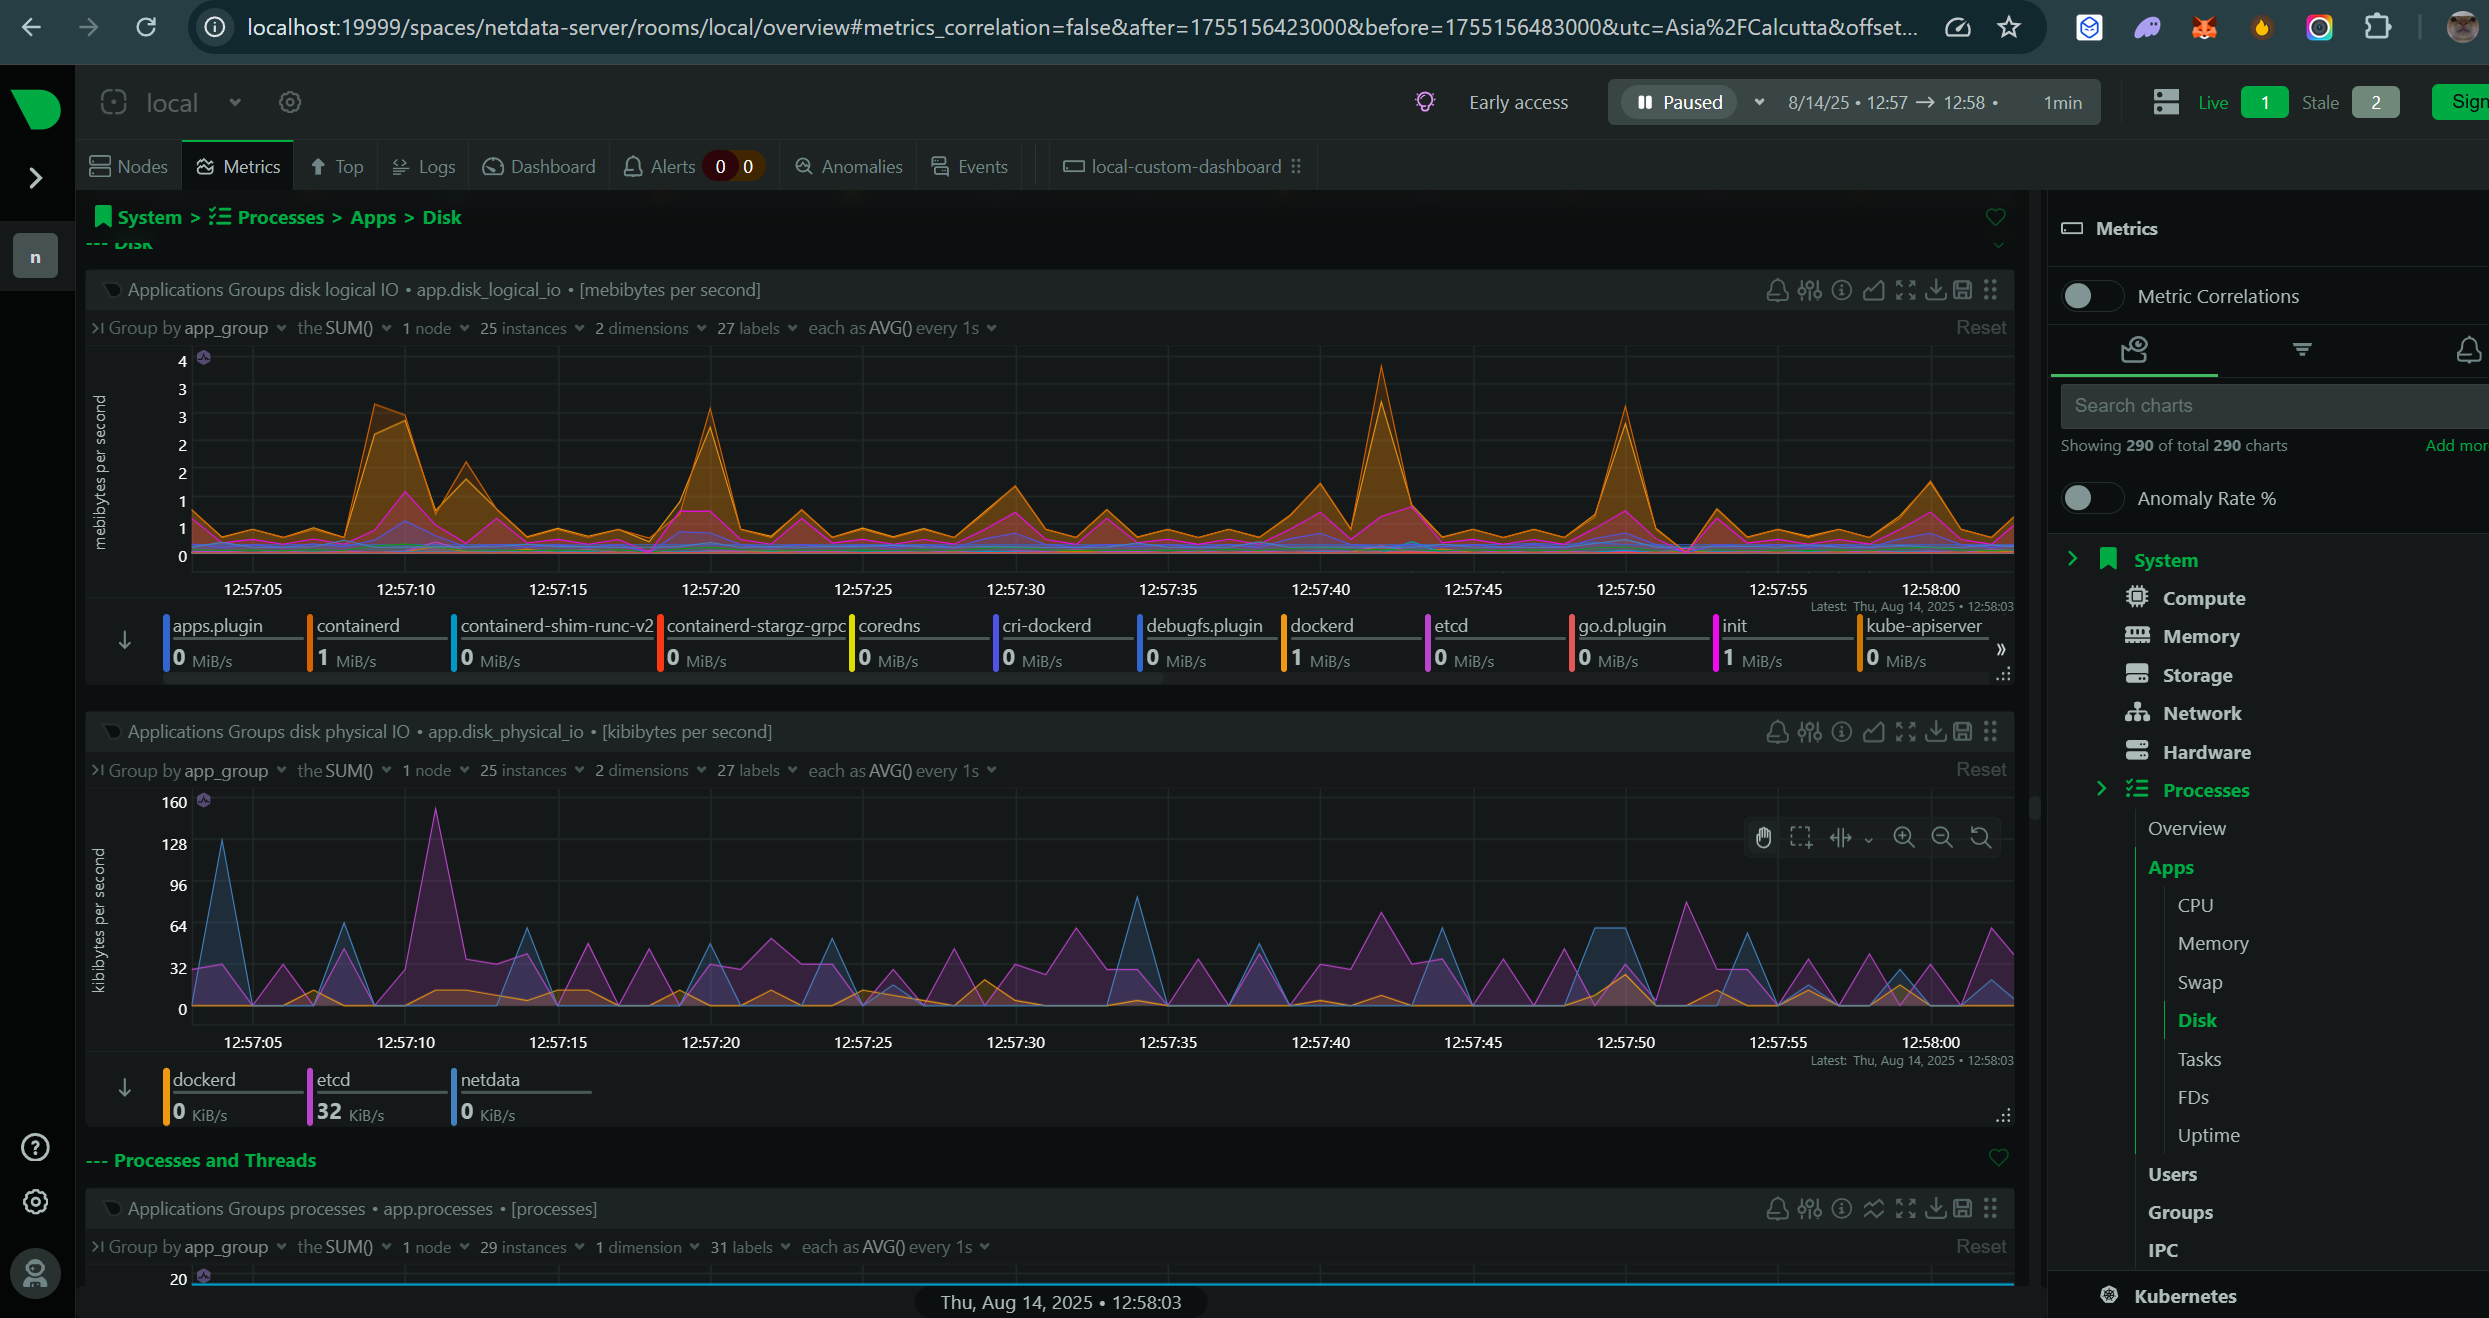 localhost:19999/spaces/netdata-server/rooms/local/overview#metrics_correlation=false&after=1755156423000&before=1755156483000&utc=Asia%2FCalcutta&offset...
local
Early access
Paused
8/14/25 • 12:57 → 12:58 •
1min
Live 1
Stale 2
Sign
Nodes
Metrics
Top
Logs
Dashboard
Alerts 0 0
Anomalies
Events
local-custom-dashboard
n
System > Processes > Apps > Disk
--- Disk
Applications Groups disk logical IO • app.disk_logical_io • [mebibytes per second]
Group by app_group the SUM() 1 node 25 instances 2 dimensions 27 labels each as AVG() every 1s
Reset
mebibytes per second
4
3
3
2
2
1
1
0
12:57:05 12:57:10 12:57:15 12:57:20 12:57:25 12:57:30 12:57:35 12:57:40 12:57:45 12:57:50 12:57:55 12:58:00
Latest: Thu, Aug 14, 2025 • 12:58:03
apps.plugin containerd containerd-shim-runc-v2 containerd-stargz-grpc coredns cri-dockerd debugfs.plugin dockerd etcd go.d.plugin init kube-apiserver
0 MiB/s 1 MiB/s 0 MiB/s 0 MiB/s 0 MiB/s 0 MiB/s 0 MiB/s 1 MiB/s 0 MiB/s 0 MiB/s 1 MiB/s 0 MiB/s
Applications Groups disk physical IO • app.disk_physical_io • [kibibytes per second]
Group by app_group the SUM() 1 node 25 instances 2 dimensions 27 labels each as AVG() every 1s
Reset
kibibytes per second
160
128
96
64
32
0
12:57:05 12:57:10 12:57:15 12:57:20 12:57:25 12:57:30 12:57:35 12:57:40 12:57:45 12:57:50 12:57:55 12:58:00
Latest: Thu, Aug 14, 2025 • 12:58:03
dockerd etcd netdata
0 KiB/s 32 KiB/s 0 KiB/s
--- Processes and Threads
Applications Groups processes • app.processes • [processes]
Group by app_group the SUM() 1 node 29 instances 1 dimension 31 labels each as AVG() every 1s
Reset
20
Thu, Aug 14, 2025 • 12:58:03
Metrics
Metric Correlations
Search charts
Showing 290 of total 290 charts
Add mor
Anomaly Rate %
System
Compute
Memory
Storage
Network
Hardware
Processes
Overview
Apps
CPU
Memory
Swap
Disk
Tasks
FDs
Uptime
Users
Groups
IPC
Kubernetes